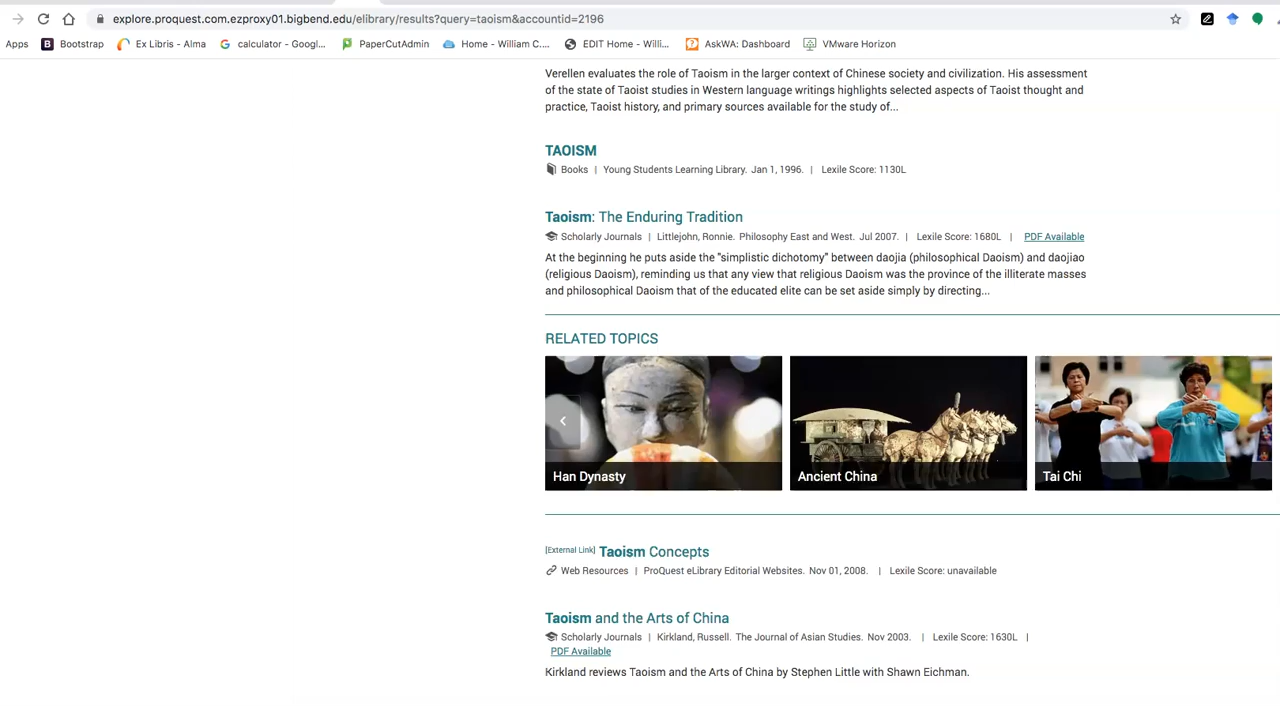 explore.proquest.com.ezproxy01.bigbend.edu/elibrary/results?query=taoism&accountid=2196
Apps Bootstrap Ex Libris - Alma calculator - Googl... PaperCutAdmin Home - William C.... EDIT Home - Willi... AskWA: Dashboard VMware Horizon
Verellen evaluates the role of Taoism in the larger context of Chinese society and civilization. His assessment
of the state of Taoist studies in Western language writings highlights selected aspects of Taoist thought and
practice, Taoist history, and primary sources available for the study of...
TAOISM
Books | Young Students Learning Library. Jan 1, 1996. | Lexile Score: 1130L
Taoism: The Enduring Tradition
Scholarly Journals | Littlejohn, Ronnie. Philosophy East and West. Jul 2007. | Lexile Score: 1680L | PDF Available
At the beginning he puts aside the "simplistic dichotomy" between daojia (philosophical Daoism) and daojiao
(religious Daoism), reminding us that any view that religious Daoism was the province of the illiterate masses
and philosophical Daoism that of the educated elite can be set aside simply by directing...
RELATED TOPICS
Han Dynasty
Ancient China
Tai Chi
[External Link] Taoism Concepts
Web Resources | ProQuest eLibrary Editorial Websites. Nov 01, 2008. | Lexile Score: unavailable
Taoism and the Arts of China
Scholarly Journals | Kirkland, Russell. The Journal of Asian Studies. Nov 2003. | Lexile Score: 1630L |
PDF Available
Kirkland reviews Taoism and the Arts of China by Stephen Little with Shawn Eichman.